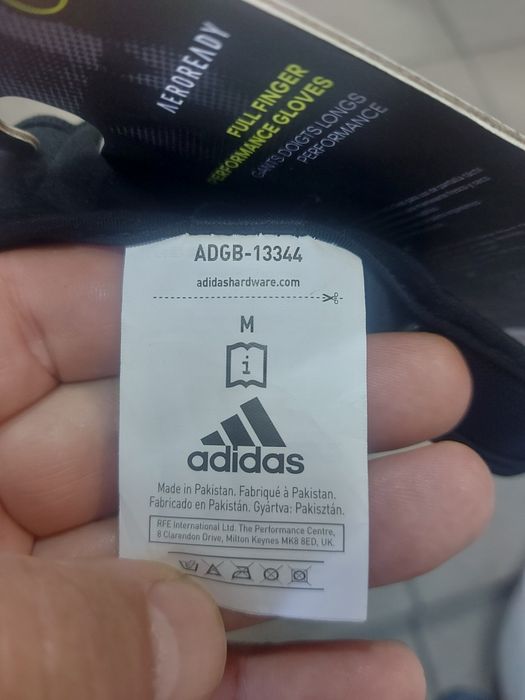 AEROREADY
FULL FINGER
PERFORMANCE GLOVES
GANTS DOIGTS LONGS
PERFORMANCE
ADGB-13344
adidashardware.com
M
i
adidas
Made in Pakistan. Fabriqué à Pakistan.
Fabricado en Pakistán. Gyártva: Pakisztán.
RFE International Ltd. The Performance Centre,
8 Clarendon Drive, Milton Keynes MK8 8ED, UK.